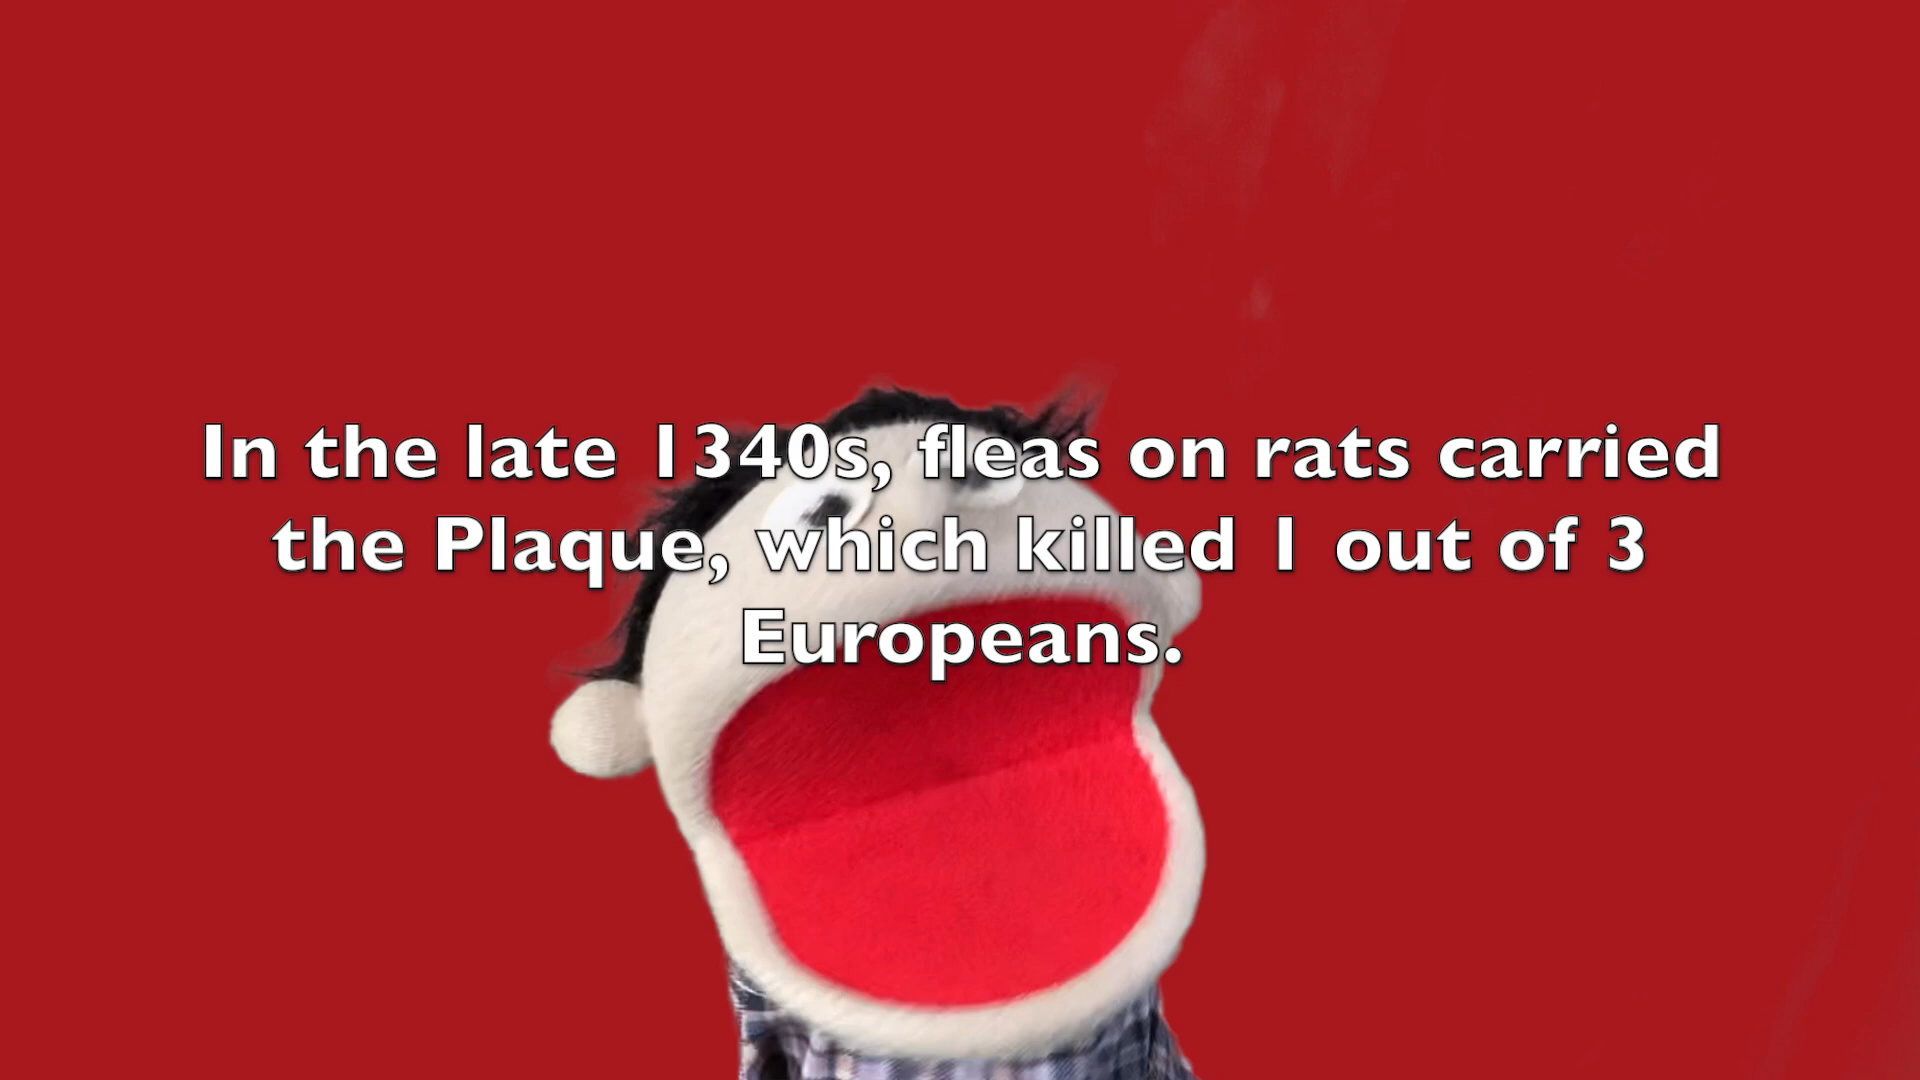 In the late 1340s, fleas on rats carried
the Plaque, which killed 1 out of 3
Europeans.